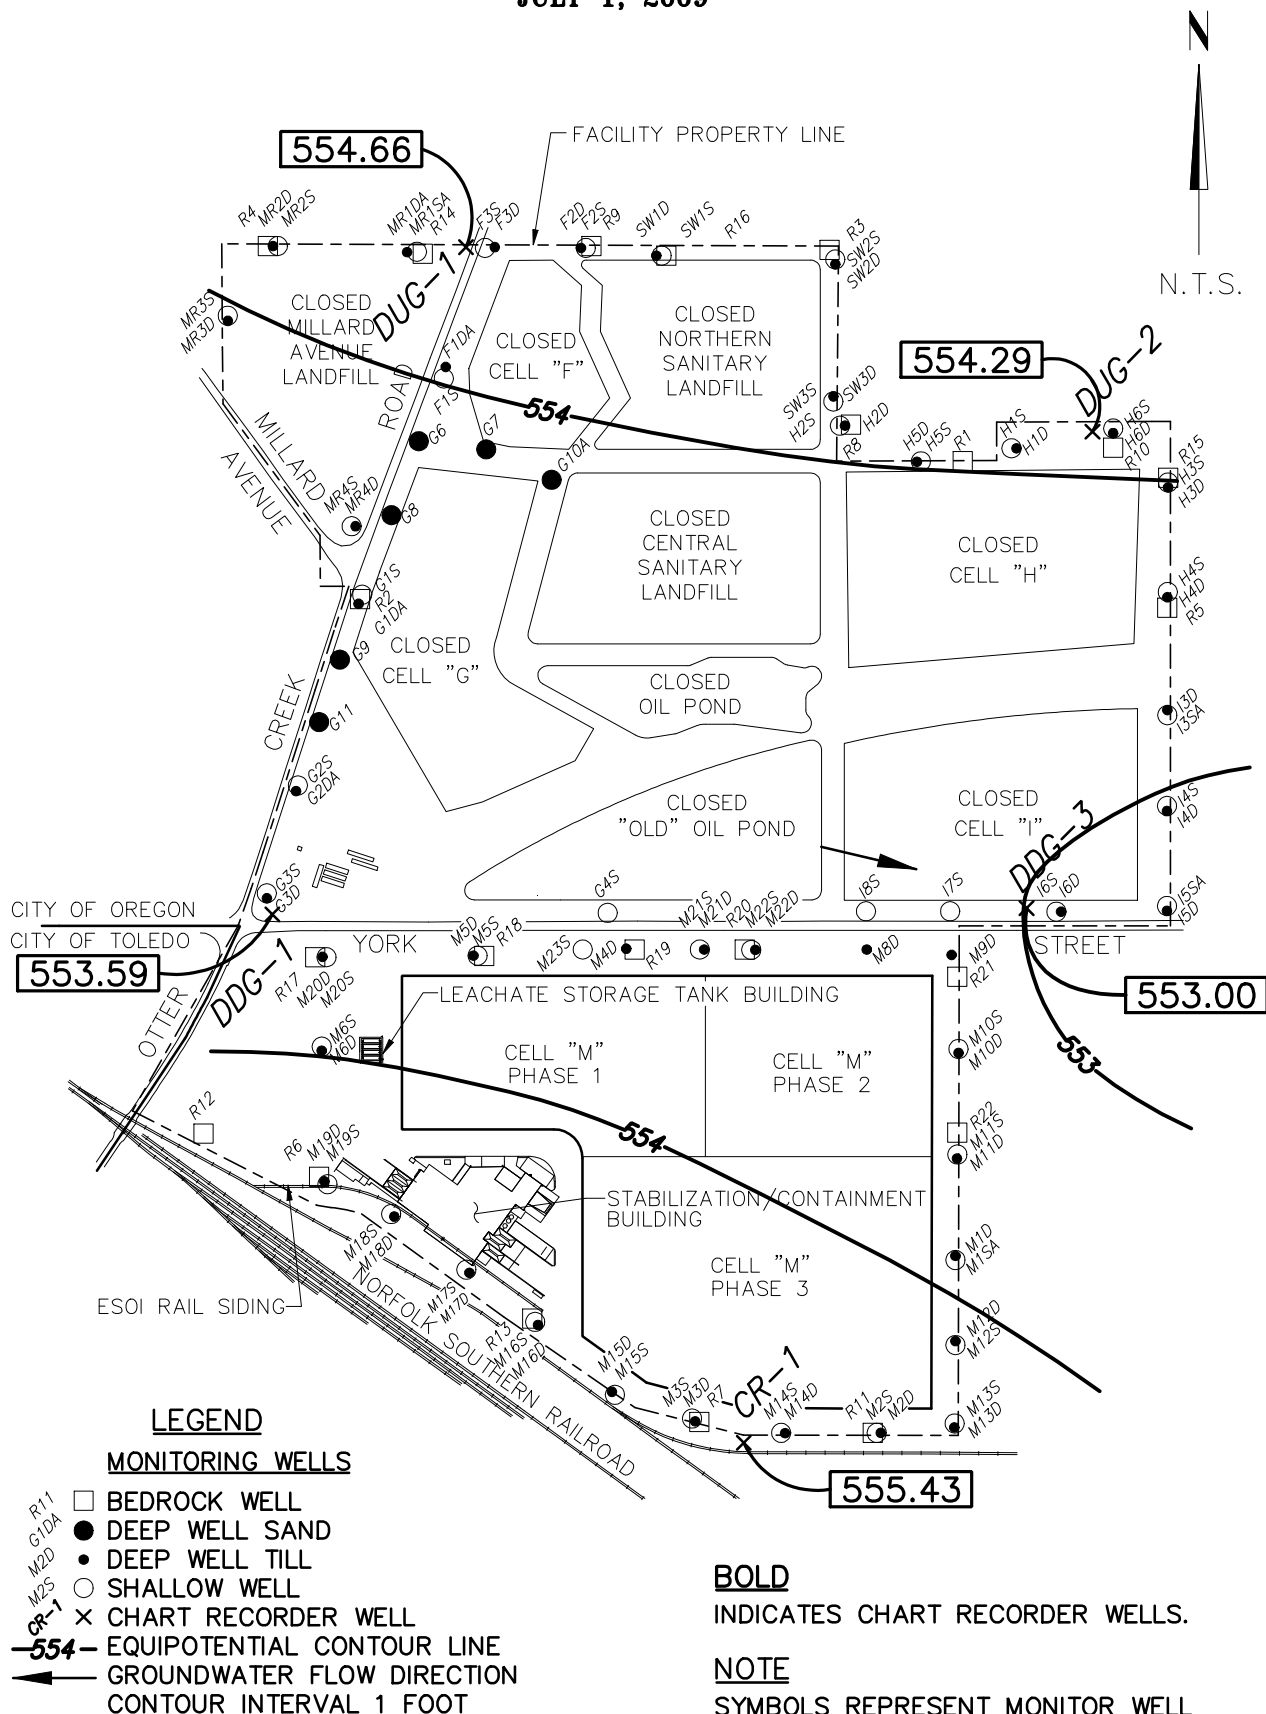 JULY 1, 2009
N
N.T.S.
554.66
FACILITY PROPERTY LINE
R4
MR2D
MR2S
MR1DA
MR1SA
R14
F3S
F3D
F2D
F2S
R9
SW1D
SW1S
R16
R3
SW2S
SW2D
DUG-1
MR3S
MR3D
CLOSED
MILLARD
AVENUE
LANDFILL
ROAD
F1DA
F1S
CLOSED
CELL "F"
CLOSED
NORTHERN
SANITARY
LANDFILL
554.29
DUG-2
SW3S
SW3D
H2S
H2D
R8
H5D
H5S
R1
H1S
H1D
H6S
H6D
R10
R15
H3S
H3D
554
G6
G7
G10A
MILLARD
AVENUE
MR4S
MR4D
G8
CLOSED
CENTRAL
SANITARY
LANDFILL
CLOSED
CELL "H"
G1S
R2
G1DA
H4S
H4D
R5
G9
CLOSED
CELL "G"
CLOSED
OIL POND
CREEK
G11
I3D
I3SA
G2S
G2DA
CLOSED
"OLD" OIL POND
CLOSED
CELL "I"
DDG-3
I4S
I4D
G3S
G3D
G4S
I8S
I7S
I6S
I6D
I5SA
I5D
CITY OF OREGON
CITY OF TOLEDO
553.59
DDG-1
YORK
STREET
R17
M20D
M20S
M5D
M5S
R18
M23S
M4D
R19
M21S
M21D
R20
M22S
M22D
M8D
M9D
R21
553.00
OTTER
LEACHATE STORAGE TANK BUILDING
M6S
M6D
CELL "M"
PHASE 1
CELL "M"
PHASE 2
M10S
M10D
553
R12
R6
M19D
M19S
554
R22
M11S
M11D
STABILIZATION/CONTAINMENT
BUILDING
M18S
M18D
CELL "M"
PHASE 3
M1D
M1SA
ESOI RAIL SIDING
M17S
M17D
NORFOLK SOUTHERN RAILROAD
R13
M16S
M16D
M12D
M12S
M15D
M15S
M3S
M3D
R7
CR-1
M14S
M14D
R11
M2S
M2D
M13S
M13D
555.43
LEGEND
MONITORING WELLS
R11 BEDROCK WELL
G1DA DEEP WELL SAND
M2D DEEP WELL TILL
M2S SHALLOW WELL
CR-1 CHART RECORDER WELL
554 EQUIPOTENTIAL CONTOUR LINE
GROUNDWATER FLOW DIRECTION
CONTOUR INTERVAL 1 FOOT
BOLD
INDICATES CHART RECORDER WELLS.
NOTE
SYMBOLS REPRESENT MONITOR WELL